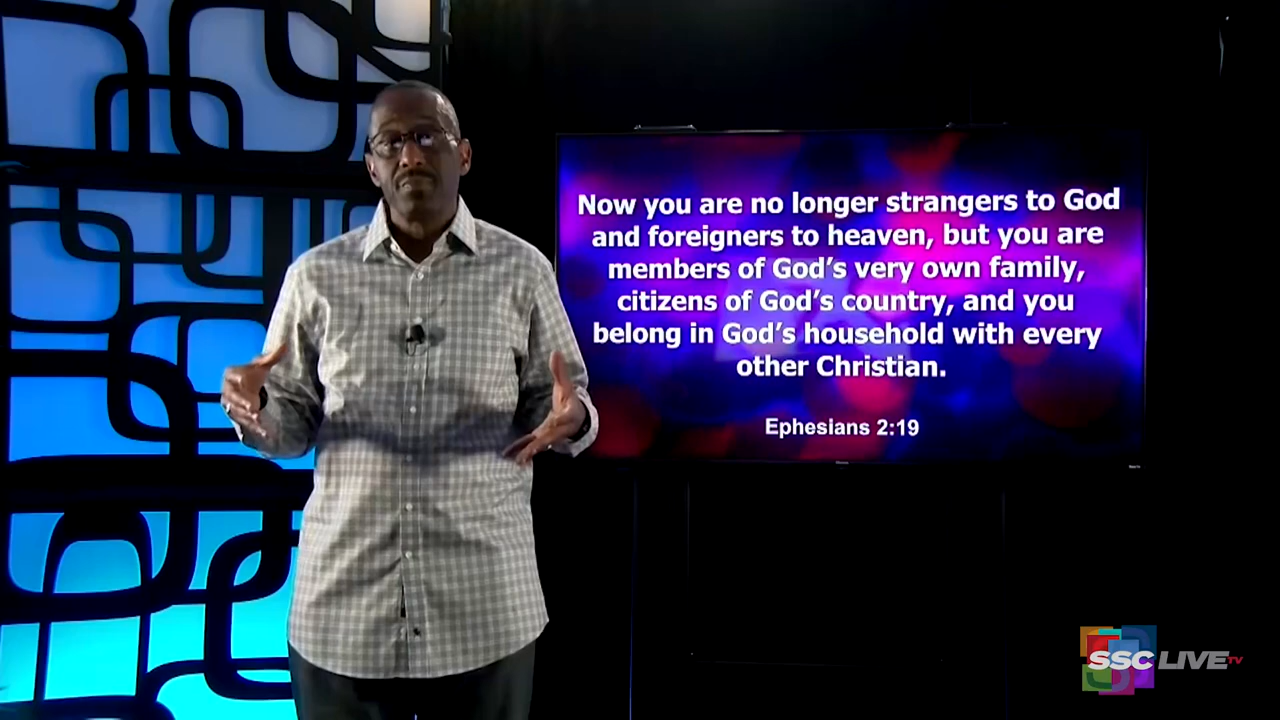 Now you are no longer strangers to God
and foreigners to heaven, but you are
members of God's very own family,
citizens of God's country, and you
belong in God's household with every
other Christian.
Ephesians 2:19
SSC LIVE TV